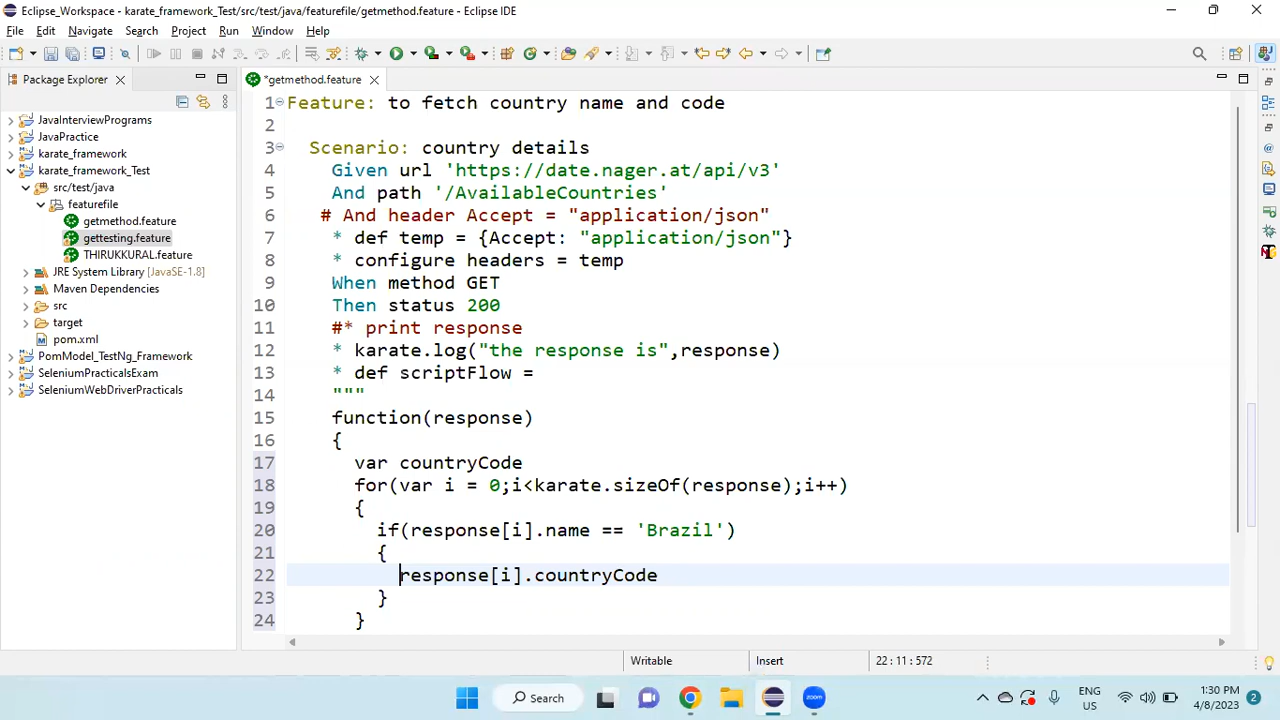 Eclipse_Workspace - karate_framework_Test/src/test/java/featurefile/getmethod.feature - Eclipse IDE
File Edit Navigate Search Project Run Window Help
Package Explorer
*getmethod.feature
JavaInterviewPrograms
JavaPractice
karate_framework
karate_framework_Test
src/test/java
featurefile
getmethod.feature
gettesting.feature
THIRUKKURAL.feature
JRE System Library [JavaSE-1.8]
Maven Dependencies
src
target
pom.xml
PomModel_TestNg_Framework
SeleniumPracticalsExam
SeleniumWebDriverPracticals
1 Feature: to fetch country name and code
2
3 Scenario: country details
4 Given url 'https://date.nager.at/api/v3'
5 And path '/AvailableCountries'
6 # And header Accept = "application/json"
7 * def temp = {Accept: "application/json"}
8 * configure headers = temp
9 When method GET
10 Then status 200
11 #* print response
12 * karate.log("the response is",response)
13 * def scriptFlow =
14 """
15 function(response)
16 {
17 var countryCode
18 for(var i = 0;i<karate.sizeOf(response);i++)
19 {
20 if(response[i].name == 'Brazil')
21 {
22 response[i].countryCode
23 }
24 }
Writable Insert 22 : 11 : 572
Search
ENG
US
1:30 PM
4/8/2023
2